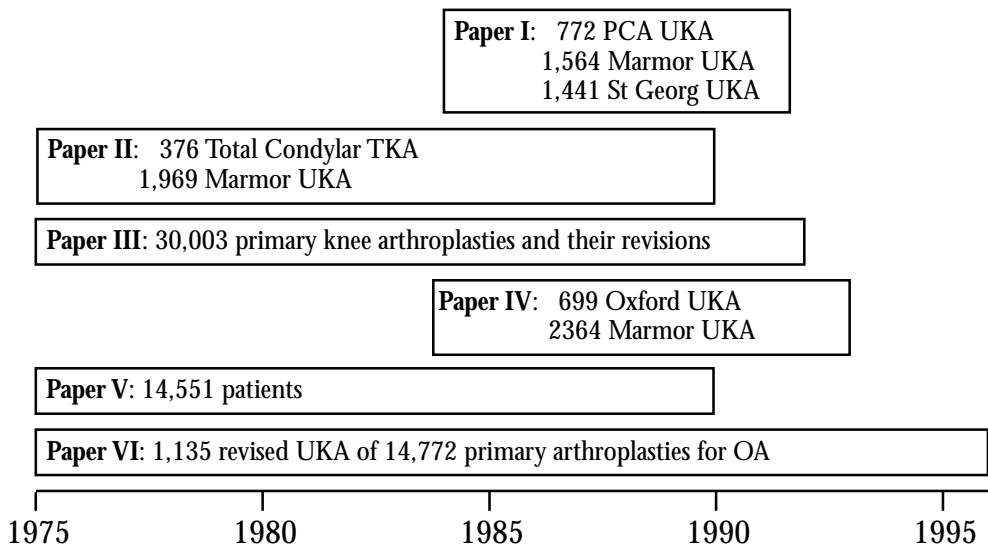 Paper I: 772 PCA UKA
1,564 Marmor UKA
1,441 St Georg UKA
Paper II: 376 Total Condylar TKA
1,969 Marmor UKA
Paper III: 30,003 primary knee arthroplasties and their revisions
Paper IV: 699 Oxford UKA
2364 Marmor UKA
Paper V: 14,551 patients
Paper VI: 1,135 revised UKA of 14,772 primary arthroplasties for OA
1975 1980 1985 1990 1995